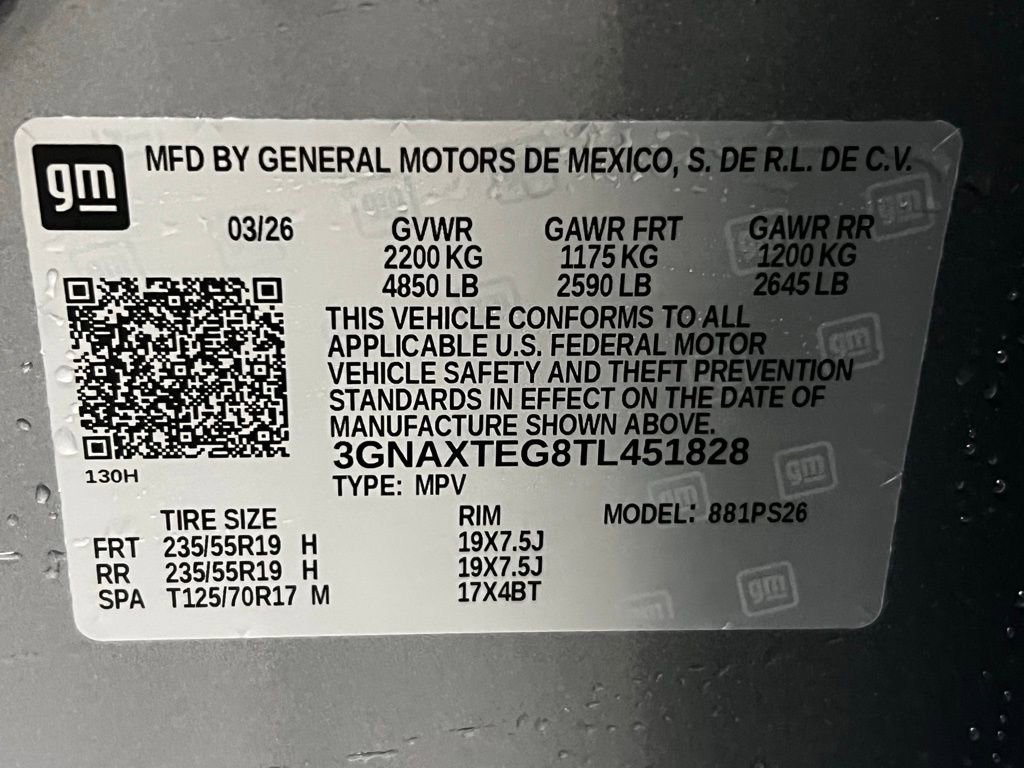 gm MFD BY GENERAL MOTORS DE MEXICO, S. DE R.L. DE C.V.
03/26 GVWR GAWR FRT GAWR RR
2200 KG 1175 KG 1200 KG
4850 LB 2590 LB 2645 LB
THIS VEHICLE CONFORMS TO ALL
APPLICABLE U.S. FEDERAL MOTOR
VEHICLE SAFETY AND THEFT PREVENTION
STANDARDS IN EFFECT ON THE DATE OF
MANUFACTURE SHOWN ABOVE.
3GNAXTEG8TL451828
130H
TYPE: MPV
TIRE SIZE RIM MODEL: 881PS26
FRT 235/55R19 H 19X7.5J
RR 235/55R19 H 19X7.5J
SPA T125/70R17 M 17X4BT